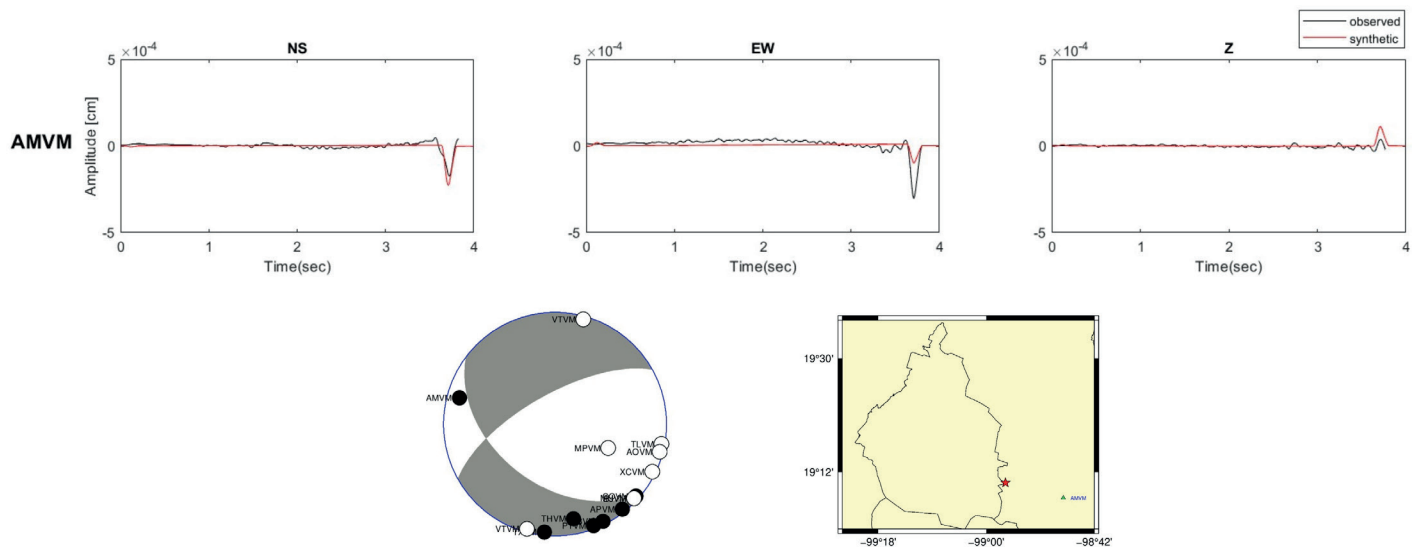 observed
synthetic
NS
EW
Z
×10⁻⁴
×10⁻⁴
×10⁻⁴
5
0
-5
5
0
-5
5
0
-5
AMVM
Amplitude [cm]
0 1 2 3 4
0 1 2 3 4
0 1 2 3 4
Time(sec)
Time(sec)
Time(sec)
VTVM
AMVM
MPVM
TLVM
AOVM
XCVM
APVM
THVM
VTVM
19°30'
19°12'
AMVM
−99°18'
−99°00'
−98°42'